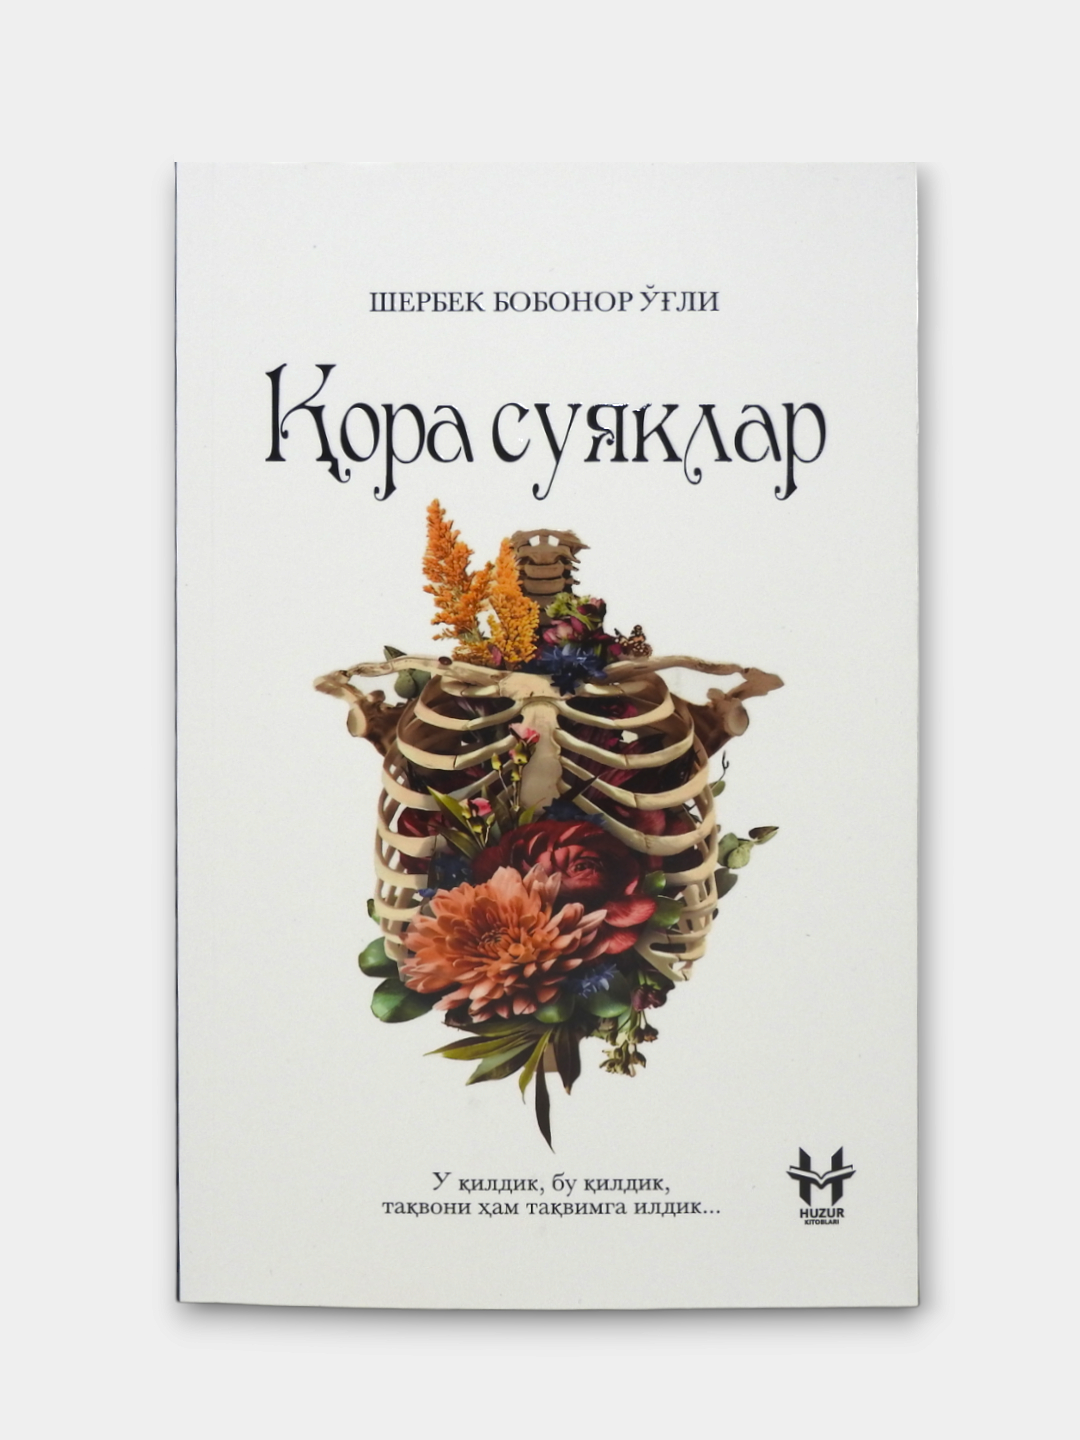 ШЕРБЕК БОБОНОР ЎҒЛИ
Қора суяклар
У қилдик, бу қилдик,
тақвони ҳам тақвимга илдик...
HUZUR
KITOBLARI